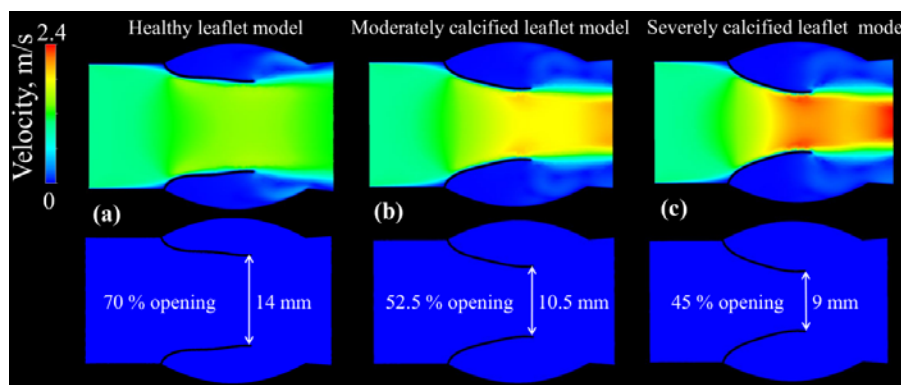 Healthy leaflet model
Moderately calcified leaflet model
Severely calcified leaflet model
2.4
Velocity, m/s
0
(a)
(b)
(c)
70 % opening
14 mm
52.5 % opening
10.5 mm
45 % opening
9 mm